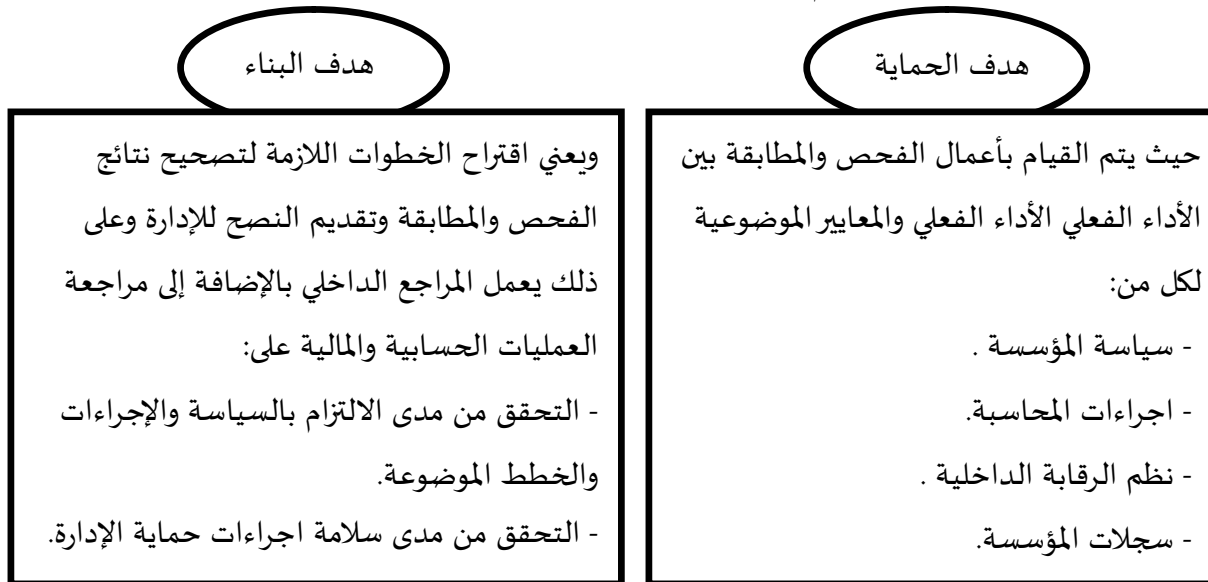 هدف الحماية
حيث يتم القيام بأعمال الفحص والمطابقة بين
الأداء الفعلي الأداء الفعلي والمعايير الموضوعية
لكل من:
- سياسة المؤسسة .
- اجراءات المحاسبة.
- نظم الرقابة الداخلية .
- سجلات المؤسسة.
هدف البناء
ويعني اقتراح الخطوات اللازمة لتصحيح نتائج
الفحص والمطابقة وتقديم النصح للإدارة وعلى
ذلك يعمل المراجع الداخلي بالإضافة إلى مراجعة
العمليات الحسابية والمالية على:
- التحقق من مدى الالتزام بالسياسة والإجراءات
والخطط الموضوعة.
- التحقق من مدى سلامة اجراءات حماية الإدارة.